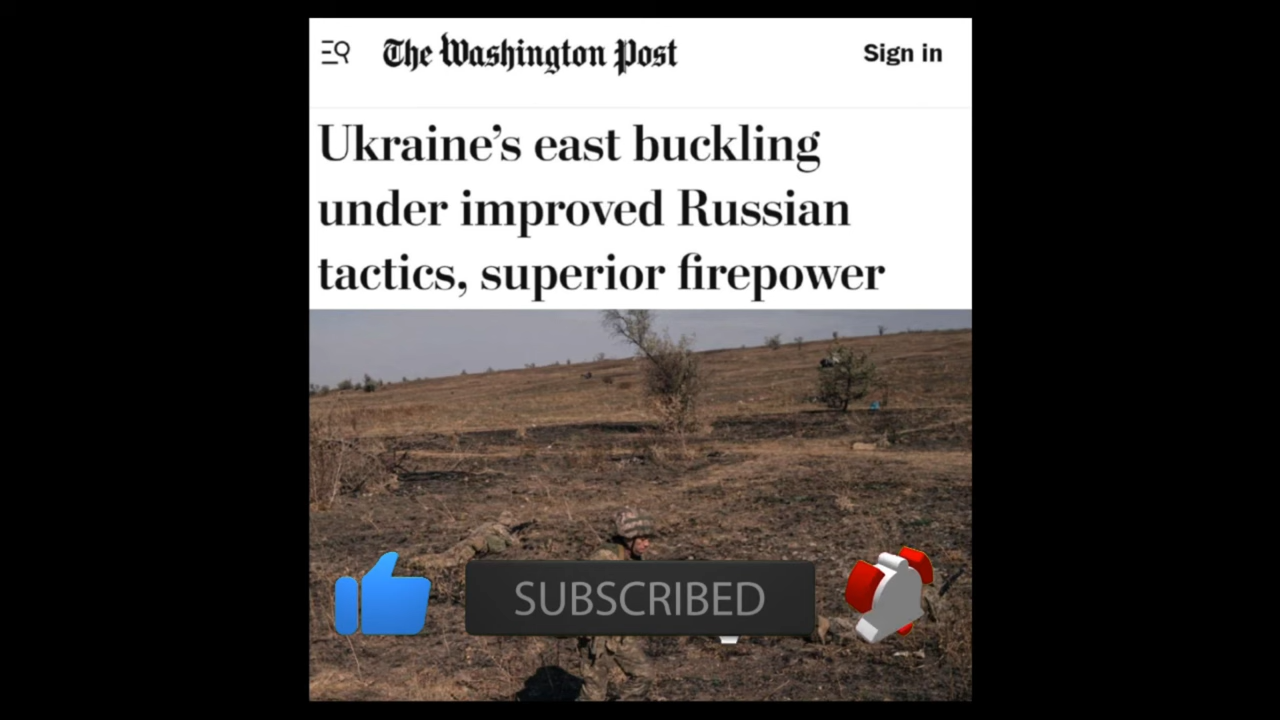 The Washington Post
Sign in
Ukraine’s east buckling
under improved Russian
tactics, superior firepower
SUBSCRIBED